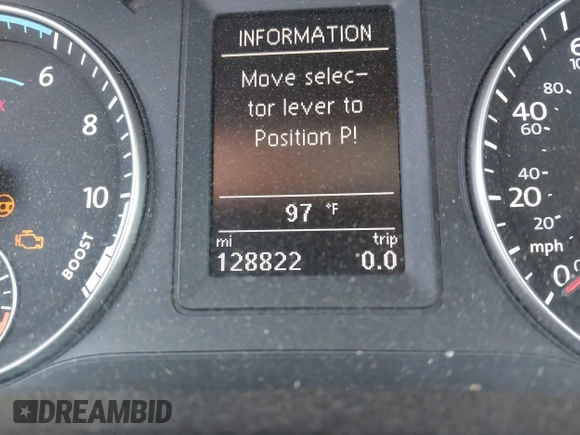 INFORMATION
Move selec-
tor lever to
Position P!
97 °F
mi trip
128822 0.0
6
8
10
BOOST
80
40
60
40
20
20
mph
0
DREAMBID